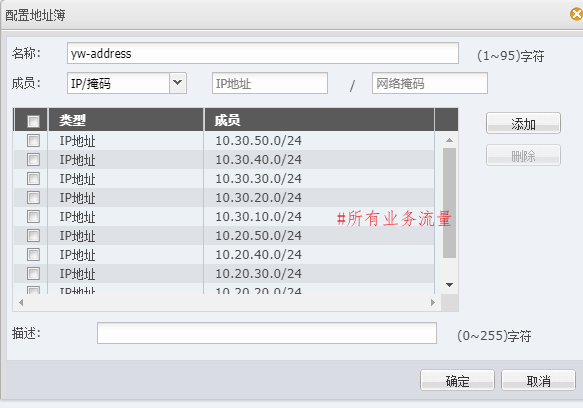 配置地址簿
名称: yw-address (1~95)字符
成员: IP/掩码 IP地址 / 网络掩码
类型 成员 添加
IP地址 10.30.50.0/24
删除
IP地址 10.30.40.0/24
IP地址 10.30.30.0/24
IP地址 10.30.20.0/24
IP地址 10.30.10.0/24 #所有业务流量
IP地址 10.20.50.0/24
IP地址 10.20.40.0/24
IP地址 10.20.30.0/24
IP地址 10.20.20.0/24
描述: (0~255)字符
确定 取消